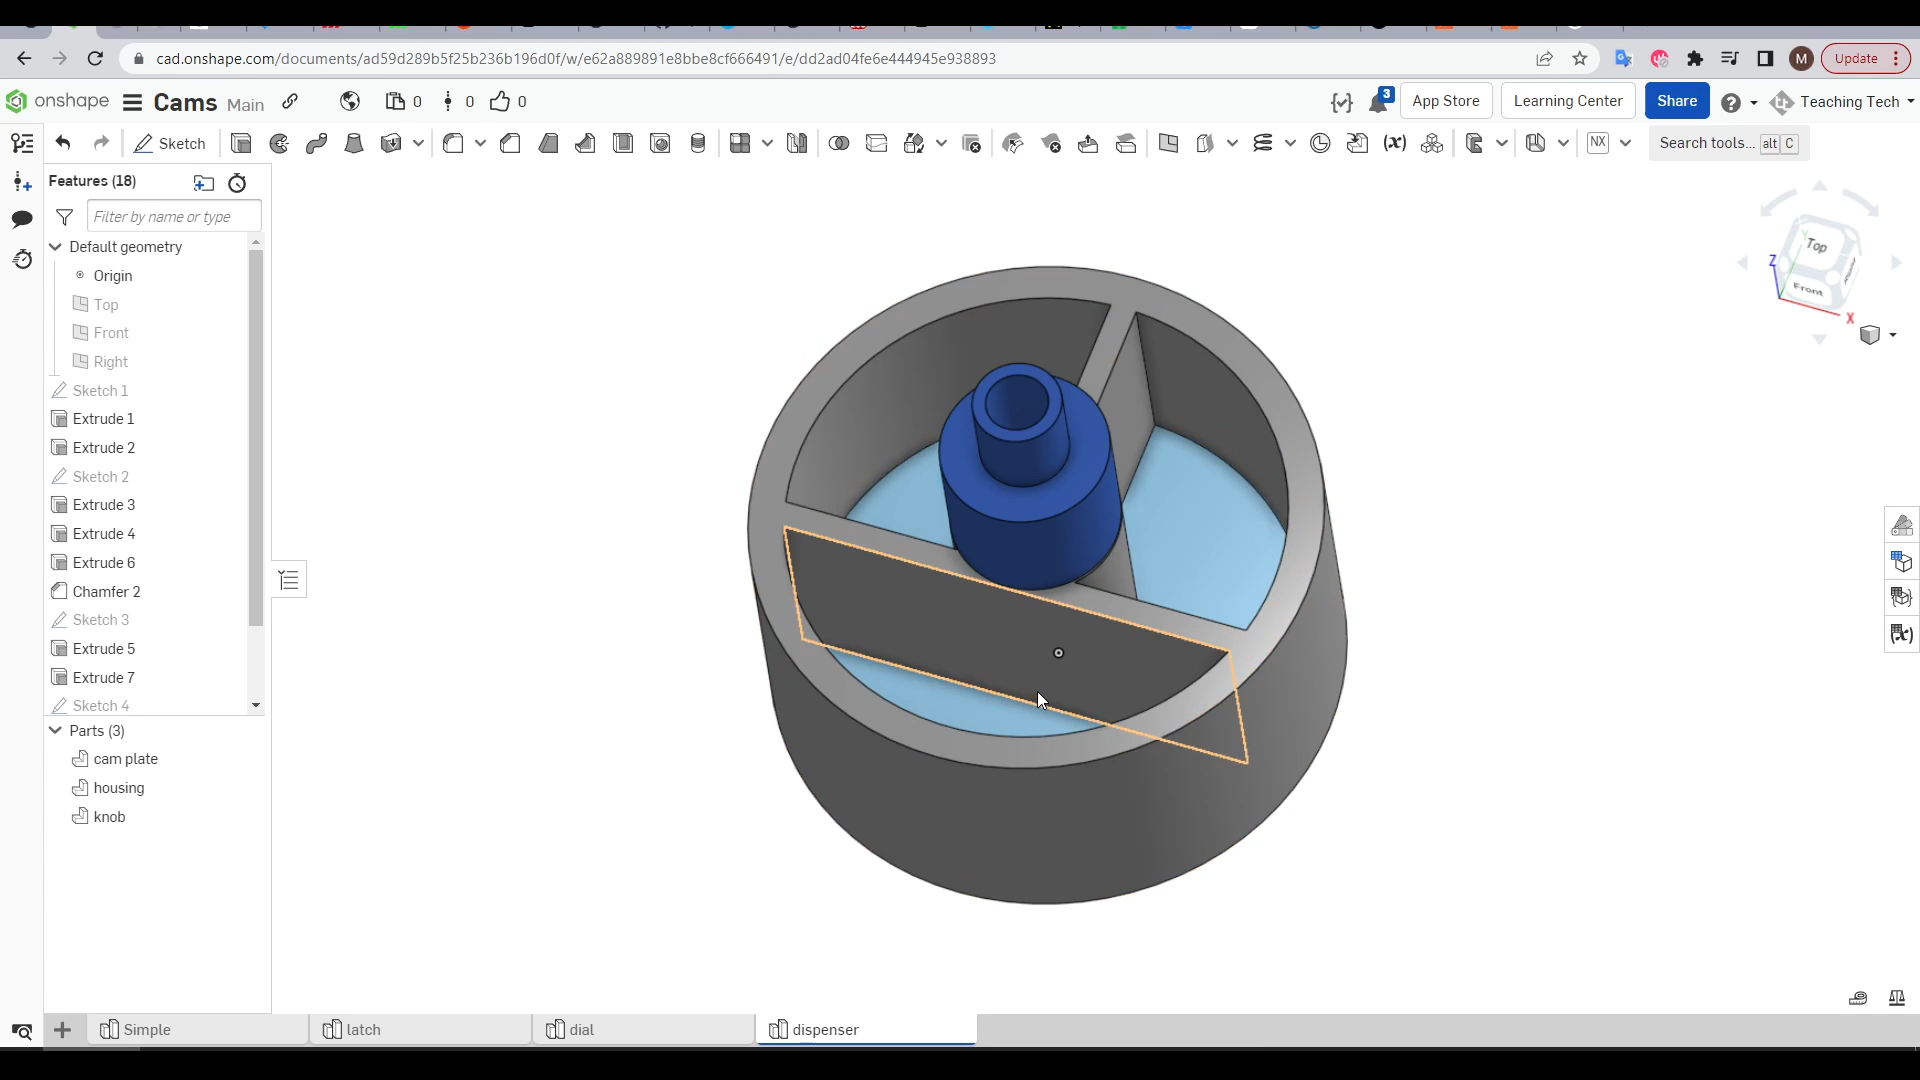 cad.onshape.com/documents/ad59d289b5f25b236b196d0f/w/e62a889891e8bbe8cf666491/e/dd2ad04fe6e444945e938893
M
Update
onshape
Cams Main
0
0
0
3
App Store
Learning Center
Share
Teaching Tech
Sketch
NX
Search tools... alt C
Features (18)
Filter by name or type
Default geometry
Origin
Top
Front
Right
Sketch 1
Extrude 1
Extrude 2
Sketch 2
Extrude 3
Extrude 4
Extrude 6
Chamfer 2
Sketch 3
Extrude 5
Extrude 7
Sketch 4
Parts (3)
cam plate
housing
knob
Top
Front
Z
X
Simple
latch
dial
dispenser